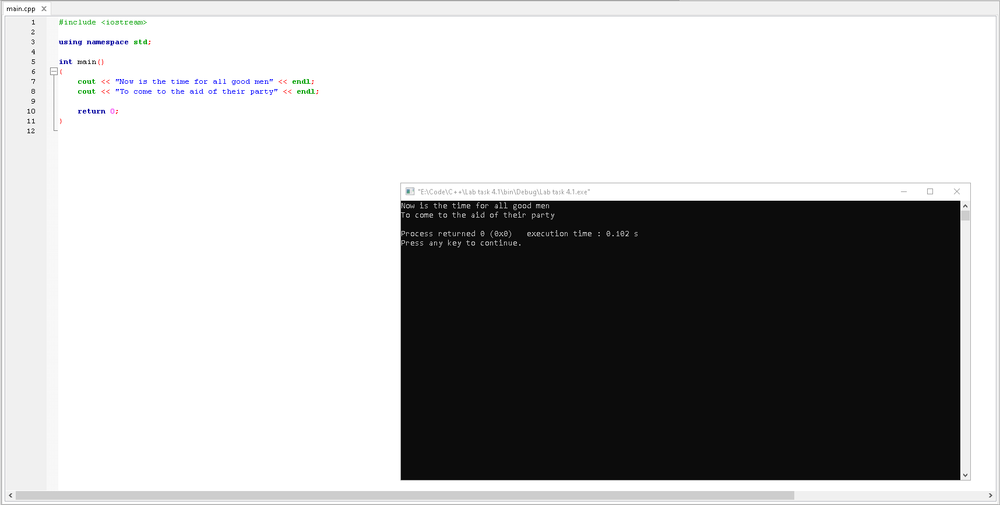 main.cpp
1 #include <iostream>
2
3 using namespace std;
4
5 int main()
6 {
7 cout << "Now is the time for all good men" << endl;
8 cout << "To come to the aid of their party" << endl;
9
10 return 0;
11 }
12
"E:\Code\C++\Lab task 4.1\bin\Debug\Lab task 4.1.exe"
Now is the time for all good men
To come to the aid of their party
Process returned 0 (0x0)   execution time : 0.102 s
Press any key to continue.